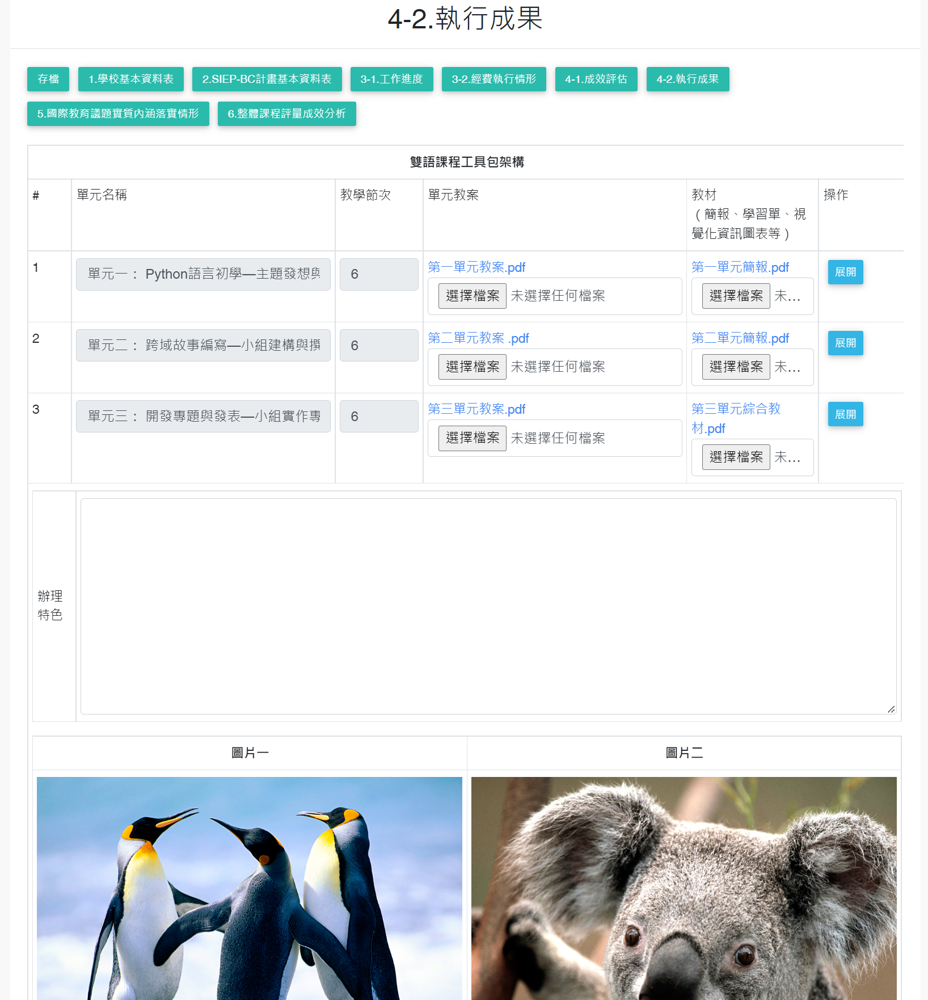 4-2.執行成果
存檔 1.學校基本資料表 2.SIEP-BC計畫基本資料表 3-1.工作進度 3-2.經費執行情形 4-1.成效評估 4-2.執行成果
5.國際教育議題實質內涵落實情形 6.整體課程評量成效分析
雙語課程工具包架構
# 單元名稱 教學節次 單元教案 教材 操作
（簡報、學習單、視
覺化資訊圖表等）
1 單元一： Python語言初學—主題發想與 6 第一單元教案.pdf 第一單元簡報.pdf 展開
選擇檔案 未選擇任何檔案 選擇檔案 未...
2 單元二： 跨域故事編寫—小組建構與撰 6 第二單元教案 .pdf 第二單元簡報.pdf 展開
選擇檔案 未選擇任何檔案 選擇檔案 未...
3 單元三： 開發專題與發表—小組實作專 6 第三單元教案.pdf 第三單元綜合教 展開
材.pdf
選擇檔案 未選擇任何檔案 選擇檔案 未...
辦理
特色
圖片一 圖片二